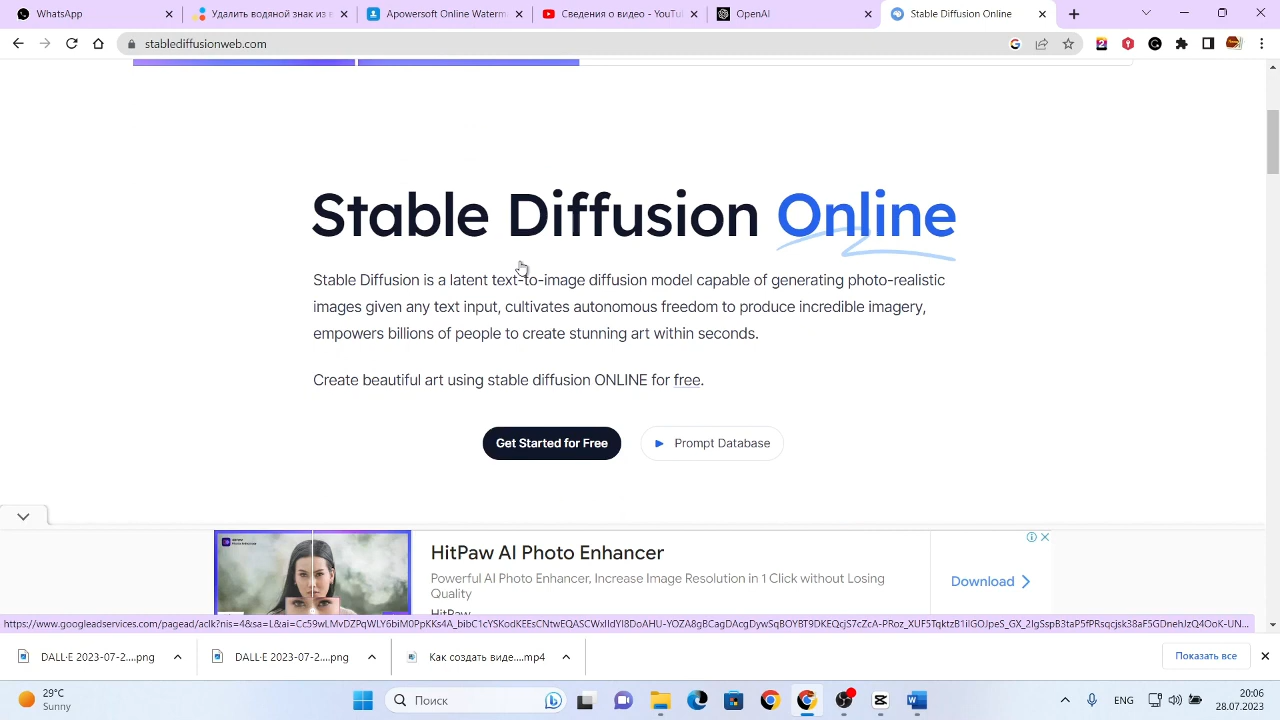 WhatsApp
Удалить водяной знак из в
Apowersoft Online Waterm
Сведения о видео - YouTu
OpenAI
Stable Diffusion Online
stablediffusionweb.com
Stable Diffusion Online
Stable Diffusion is a latent text-to-image diffusion model capable of generating photo-realistic
images given any text input, cultivates autonomous freedom to produce incredible imagery,
empowers billions of people to create stunning art within seconds.
Create beautiful art using stable diffusion ONLINE for free.
Get Started for Free
Prompt Database
HitPaw AI Photo Enhancer
Powerful AI Photo Enhancer, Increase Image Resolution in 1 Click without Losing
Quality
HitPaw
Download
DALL·E 2023-07-2....png
DALL·E 2023-07-2....png
Как создать виде....mp4
Показать все
29°C
Sunny
Поиск
ENG
20:06
28.07.2023